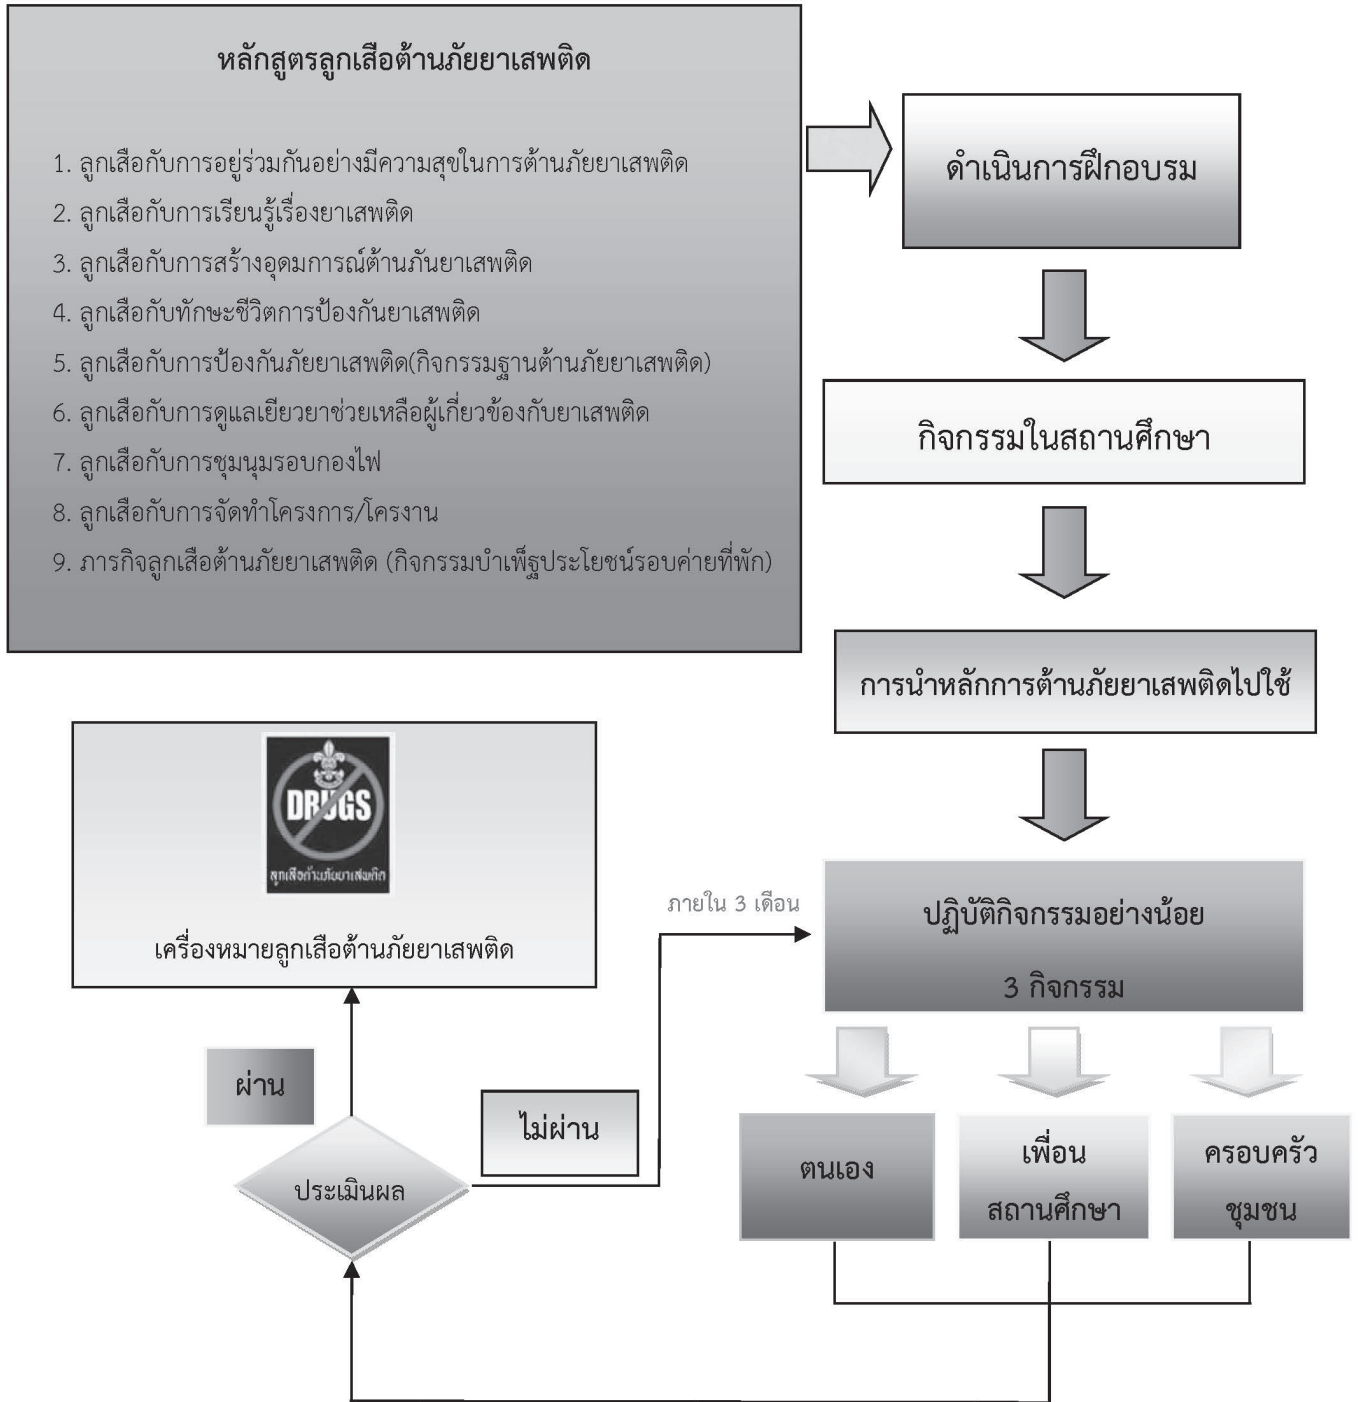 หลักสูตรลูกเสือต้านภัยยาเสพติด
1. ลูกเสือกับการอยู่ร่วมกันอย่างมีความสุขในการต้านภัยยาเสพติด
2. ลูกเสือกับการเรียนรู้เรื่องยาเสพติด
3. ลูกเสือกับการสร้างอุดมการณ์ต้านภันยาเสพติด
4. ลูกเสือกับทักษะชีวิตการป้องกันยาเสพติด
5. ลูกเสือกับการป้องกันภัยยาเสพติด(กิจกรรมฐานต้านภัยยาเสพติด)
6. ลูกเสือกับการดูแลเยียวยาช่วยเหลือผู้เกี่ยวข้องกับยาเสพติด
7. ลูกเสือกับการชุมนุมรอบกองไฟ
8. ลูกเสือกับการจัดทำโครงการ/โครงงาน
9. ภารกิจลูกเสือต้านภัยยาเสพติด (กิจกรรมบำเพ็ฐประโยชน์รอบค่ายที่พัก)
ดำเนินการฝึกอบรม
กิจกรรมในสถานศึกษา
การนำหลักการต้านภัยยาเสพติดไปใช้
ปฏิบัติกิจกรรมอย่างน้อย
3 กิจกรรม
ตนเอง
เพื่อน
สถานศึกษา
ครอบครัว
ชุมชน
ภายใน 3 เดือน
DRUGS
ลูกเสือต้านภัยยาเสพติด
เครื่องหมายลูกเสือต้านภัยยาเสพติด
ผ่าน
ไม่ผ่าน
ประเมินผล